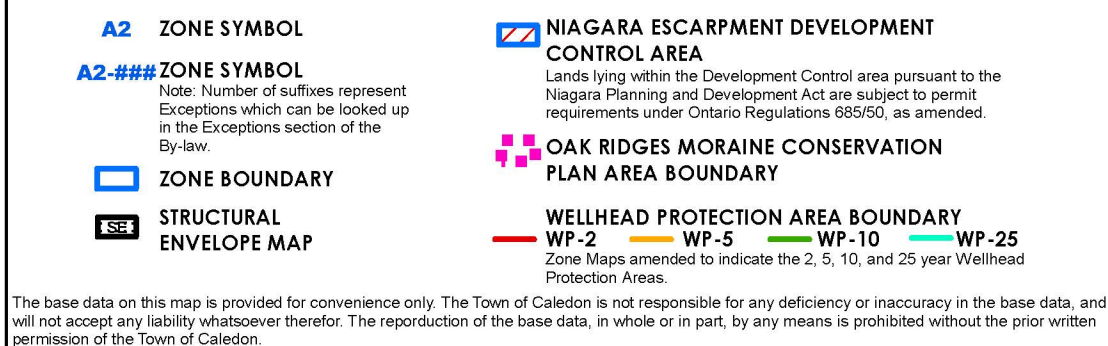 A2 ZONE SYMBOL
A2-### ZONE SYMBOL
Note: Number of suffixes represent
Exceptions which can be looked up
in the Exceptions section of the
By-law.
ZONE BOUNDARY
SE STRUCTURAL
ENVELOPE MAP
NIAGARA ESCARPMENT DEVELOPMENT
CONTROL AREA
Lands lying within the Development Control area pursuant to the
Niagara Planning and Development Act are subject to permit
requirements under Ontario Regulations 685/50, as amended.
OAK RIDGES MORAINE CONSERVATION
PLAN AREA BOUNDARY
WELLHEAD PROTECTION AREA BOUNDARY
WP-2 WP-5 WP-10 WP-25
Zone Maps amended to indicate the 2, 5, 10, and 25 year Wellhead
Protection Areas.
The base data on this map is provided for convenience only. The Town of Caledon is not responsible for any deficiency or inaccuracy in the base data, and
will not accept any liability whatsoever therefor. The reporduction of the base data, in whole or in part, by any means is prohibited without the prior written
permission of the Town of Caledon.